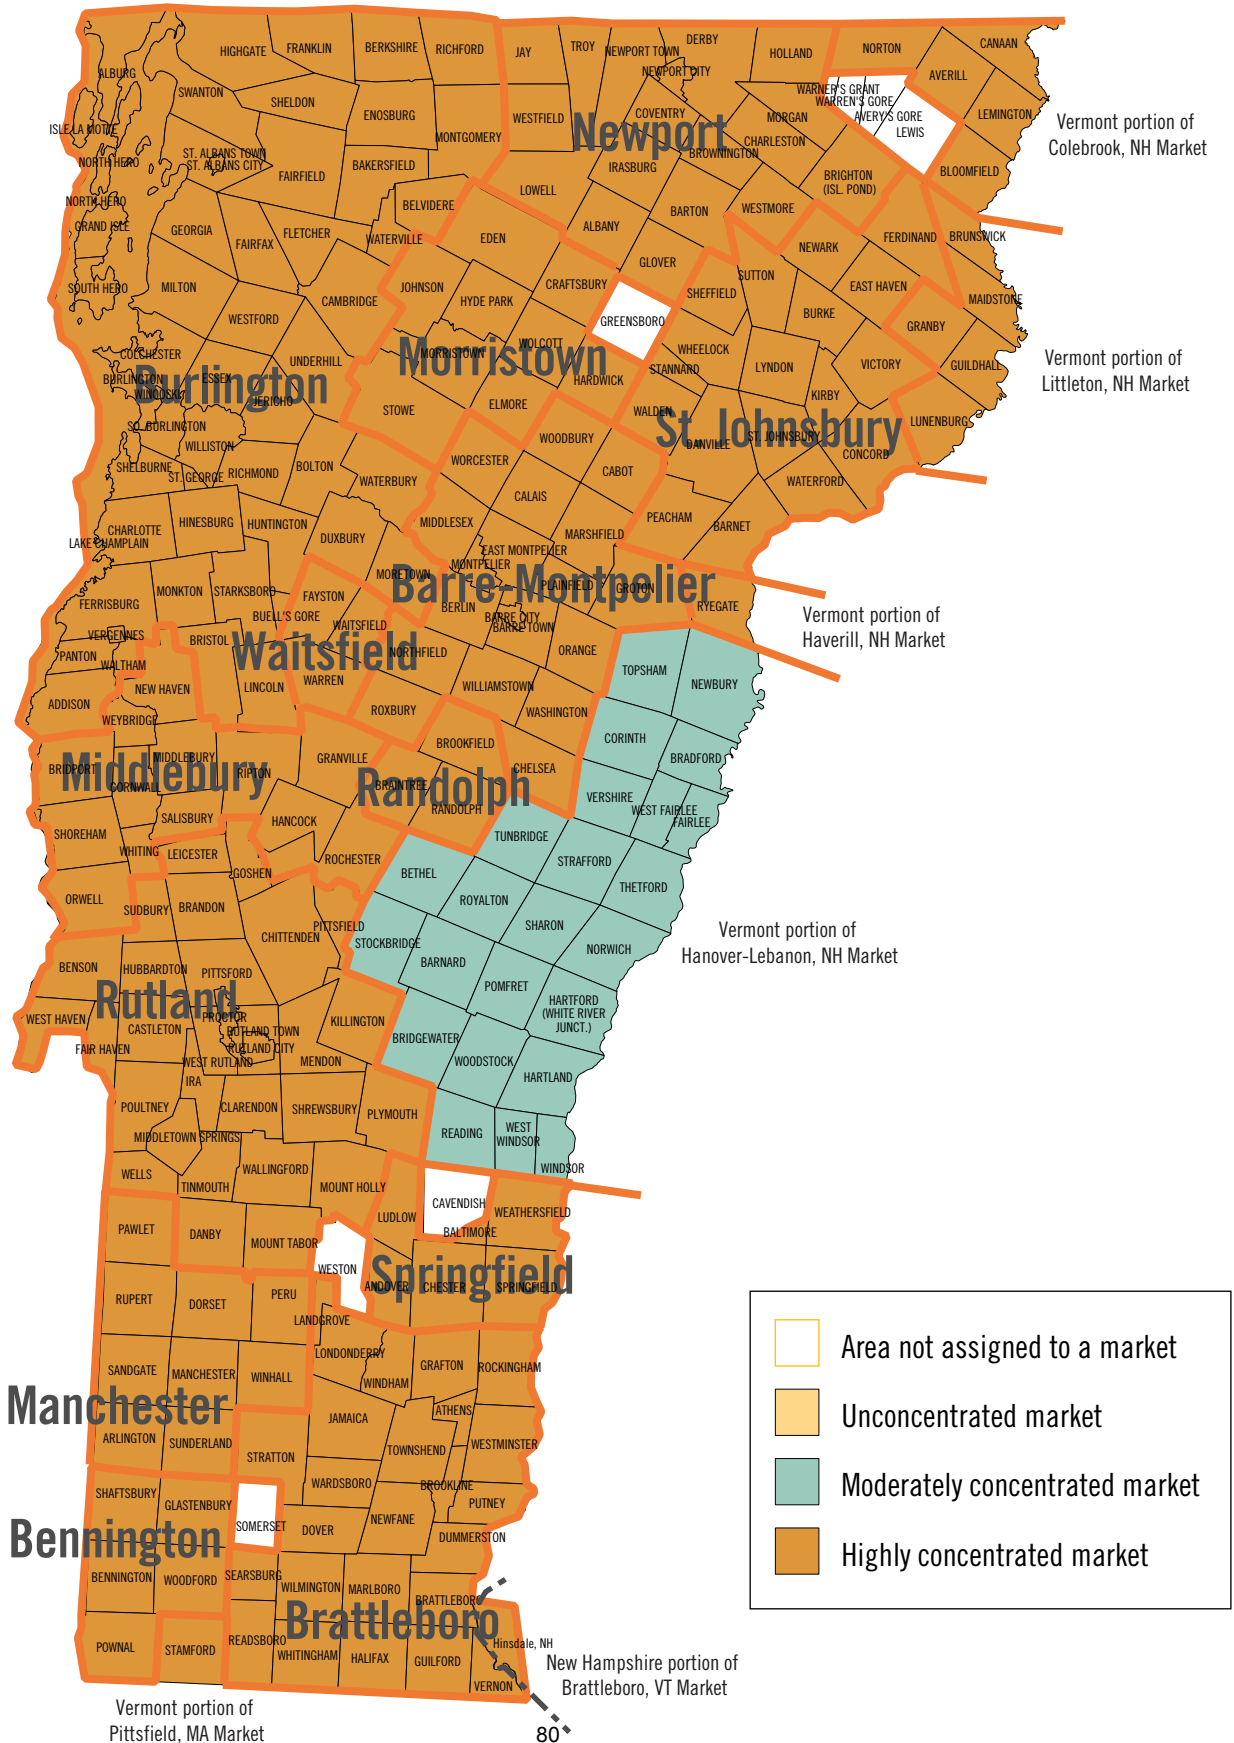 HIGHGATE
FRANKLIN
BERKSHIRE
RICHFORD
JAY
TROY
NEWPORT TOWN
DERBY
HOLLAND
NORTON
CANAAN
ALBURG
SWANTON
SHELDON
ENOSBURG
NEWPORT CITY
AVERILL
WARNER'S GRANT
WARREN'S GORE
AVERY'S GORE
LEWIS
LEMINGTON
WESTFIELD
COVENTRY
MORGAN
Newport
ISLE LA MOTTE
MONTGOMERY
CHARLESTON
BROWNINGTON
Vermont portion of
Colebrook, NH Market
NORTH HERO
ST. ALBANS TOWN
ST. ALBANS CITY
FAIRFIELD
BAKERSFIELD
IRASBURG
BRIGHTON
(ISL. POND)
BLOOMFIELD
LOWELL
NORTH HERO
BELVIDERE
BARTON
WESTMORE
GRAND ISLE
GEORGIA
FAIRFAX
FLETCHER
WATERVILLE
EDEN
ALBANY
NEWARK
FERDINAND
BRUNSWICK
GLOVER
SUTTON
SOUTH HERO
MILTON
CAMBRIDGE
JOHNSON
HYDE PARK
CRAFTSBURY
SHEFFIELD
EAST HAVEN
MAIDSTONE
WESTFORD
GREENSBORO
BURKE
GRANBY
COLCHESTER
UNDERHILL
MORRISTOWN
WOLCOTT
WHEELOCK
Morristown
Vermont portion of
Littleton, NH Market
BURLINGTON
WINOOSKI
ESSEX
JERICHO
Burlington
HARDWICK
STANNARD
LYNDON
VICTORY
GUILDHALL
KIRBY
STOWE
ELMORE
WALDEN
SO. BURLINGTON
WILLISTON
WOODBURY
DANVILLE
ST. JOHNSBURY
St. Johnsbury
CONCORD
LUNENBURG
SHELBURNE
ST. GEORGE
RICHMOND
BOLTON
WATERBURY
WORCESTER
CABOT
WATERFORD
CALAIS
CHARLOTTE
HINESBURG
HUNTINGTON
DUXBURY
MIDDLESEX
MARSHFIELD
PEACHAM
BARNET
LAKE CHAMPLAIN
EAST MONTPELIER
MONTPELIER
MORETOWN
Barre-Montpelier
PLAINFIELD
GROTON
RYEGATE
FERRISBURG
MONKTON
STARKSBORO
FAYSTON
BUELL'S GORE
WAITSFIELD
BERLIN
BARRE CITY
BARRE TOWN
Vermont portion of
Haverill, NH Market
VERGENNES
BRISTOL
Waitsfield
NORTHFIELD
ORANGE
PANTON
WALTHAM
NEW HAVEN
LINCOLN
WARREN
WILLIAMSTOWN
TOPSHAM
NEWBURY
ADDISON
WEYBRIDGE
ROXBURY
WASHINGTON
BRIDPORT
Middlebury
MIDDLEBURY
CORNWALL
RIPTON
GRANVILLE
BROOKFIELD
CORINTH
BRADFORD
CHELSEA
Randolph
BRAINTREE
RANDOLPH
VERSHIRE
WEST FAIRLEE
FAIRLEE
SHOREHAM
SALISBURY
HANCOCK
TUNBRIDGE
WHITING
LEICESTER
ROCHESTER
STRAFFORD
GOSHEN
BETHEL
THETFORD
ORWELL
SUDBURY
BRANDON
ROYALTON
PITTSFIELD
SHARON
CHITTENDEN
STOCKBRIDGE
NORWICH
Vermont portion of
Hanover-Lebanon, NH Market
BENSON
HUBBARDTON
PITTSFORD
BARNARD
POMFRET
HARTFORD
(WHITE RIVER
JUNCT.)
Rutland
WEST HAVEN
CASTLETON
PROCTOR
RUTLAND TOWN
RUTLAND CITY
KILLINGTON
BRIDGEWATER
FAIR HAVEN
WEST RUTLAND
MENDON
WOODSTOCK
HARTLAND
IRA
POULTNEY
CLARENDON
SHREWSBURY
PLYMOUTH
READING
WEST
WINDSOR
MIDDLETOWN SPRINGS
WELLS
TINMOUTH
WALLINGFORD
MOUNT HOLLY
WINDSOR
LUDLOW
CAVENDISH
WEATHERSFIELD
BALTIMORE
PAWLET
DANBY
MOUNT TABOR
WESTON
ANDOVER
CHESTER
SPRINGFIELD
Springfield
RUPERT
DORSET
PERU
LANDGROVE
LONDONDERRY
Area not assigned to a market
SANDGATE
MANCHESTER
WINHALL
WINDHAM
GRAFTON
ROCKINGHAM
Manchester
JAMAICA
ATHENS
Unconcentrated market
ARLINGTON
SUNDERLAND
STRATTON
TOWNSHEND
WESTMINSTER
WARDSBORO
BROOKLINE
Moderately concentrated market
SHAFTSBURY
GLASTENBURY
PUTNEY
SOMERSET
DOVER
NEWFANE
DUMMERSTON
Bennington
Highly concentrated market
BENNINGTON
WOODFORD
SEARSBURG
WILMINGTON
MARLBORO
BRATTLEBORO
Brattleboro
POWNAL
STAMFORD
READSBORO
WHITINGHAM
HALIFAX
GUILFORD
Hinsdale, NH
VERNON
New Hampshire portion of
Brattleboro, VT Market
Vermont portion of
Pittsfield, MA Market
80